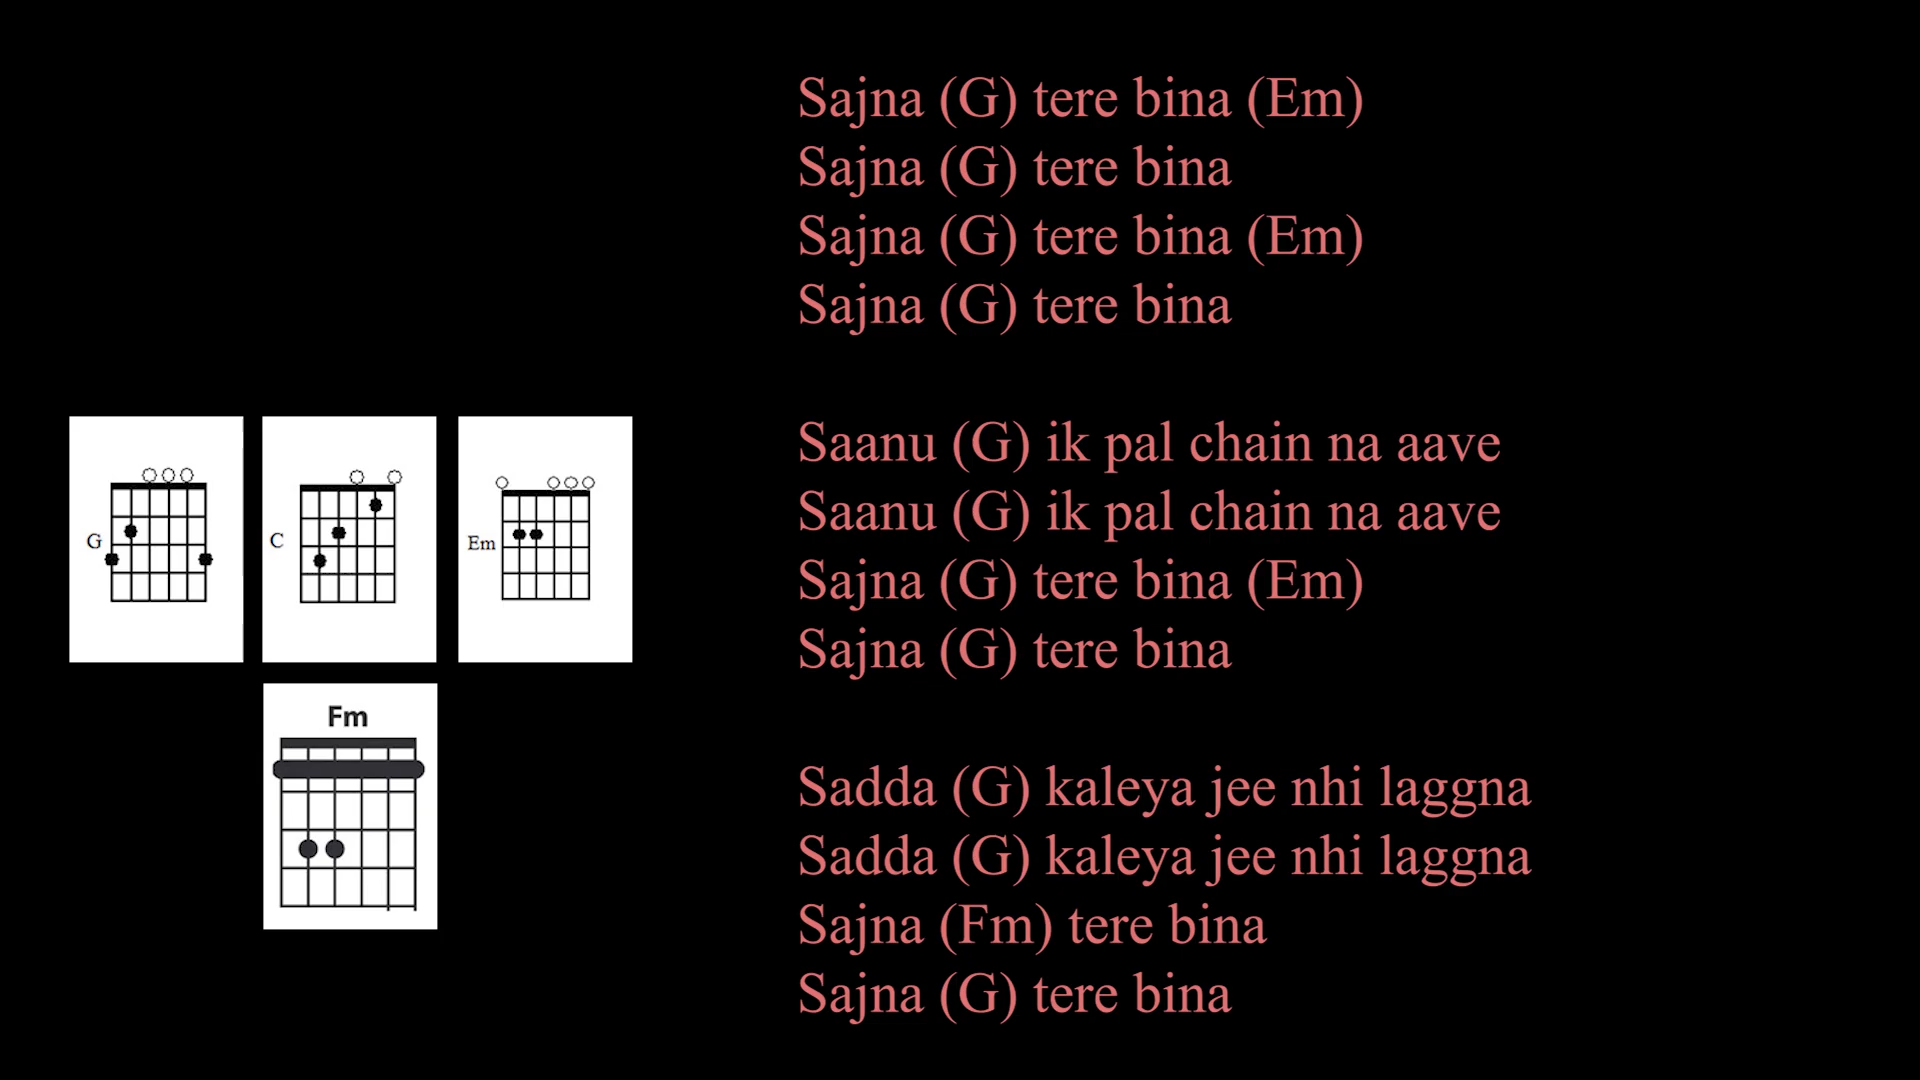 Sajna (G) tere bina (Em)
Sajna (G) tere bina
Sajna (G) tere bina (Em)
Sajna (G) tere bina
Saanu (G) ik pal chain na aave
Saanu (G) ik pal chain na aave
Sajna (G) tere bina (Em)
Sajna (G) tere bina
Sadda (G) kaleya jee nhi laggna
Sadda (G) kaleya jee nhi laggna
Sajna (Fm) tere bina
Sajna (G) tere bina
G
C
Em
Fm